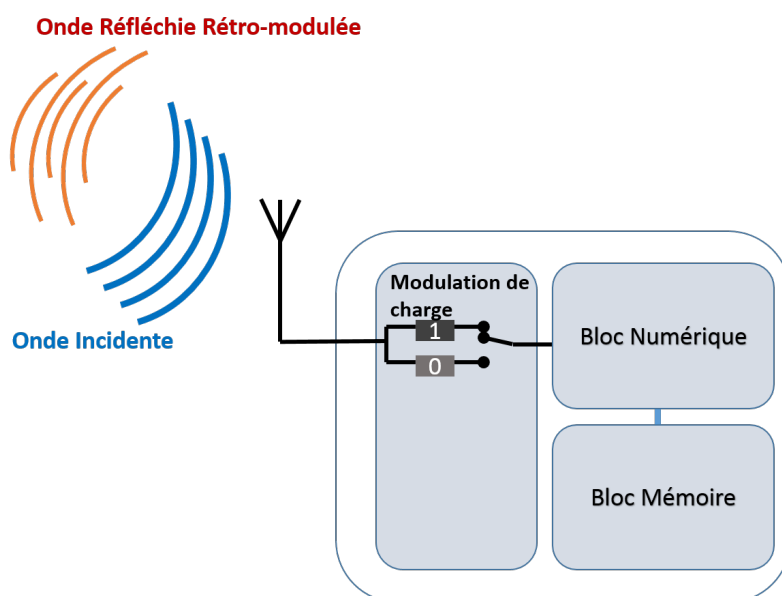 Onde Réfléchie Rétro-modulée
Onde Incidente
Modulation de
charge
1
0
Bloc Numérique
Bloc Mémoire